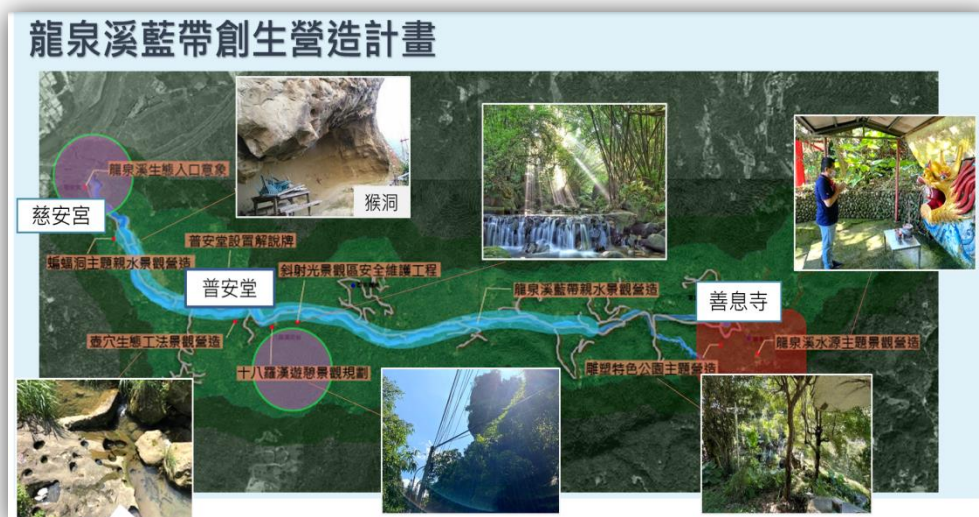 龍泉溪藍帶創生營造計畫
龍泉溪生態入口意象
猴洞
慈安宮
普安堂設置解說牌
蝙蝠洞主題親水景觀營造
斜射光景觀區安全維護工程
普安堂
龍泉溪藍帶親水景觀營造
善息寺
壺穴生態工法景觀營造
十八羅漢遊憩景觀規劃
雕塑特色公園主題營造
龍泉溪水源主題景觀營造